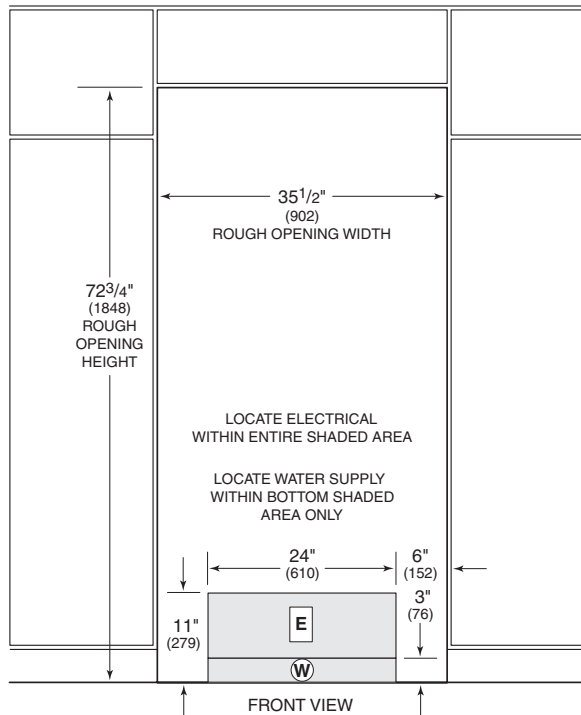 35 1/2"
(902)
ROUGH OPENING WIDTH
72 3/4"
(1848)
ROUGH
OPENING
HEIGHT
LOCATE ELECTRICAL
WITHIN ENTIRE SHADED AREA
LOCATE WATER SUPPLY
WITHIN BOTTOM SHADED
AREA ONLY
24"
(610)
6"
(152)
3"
(76)
11"
(279)
E
W
FRONT VIEW